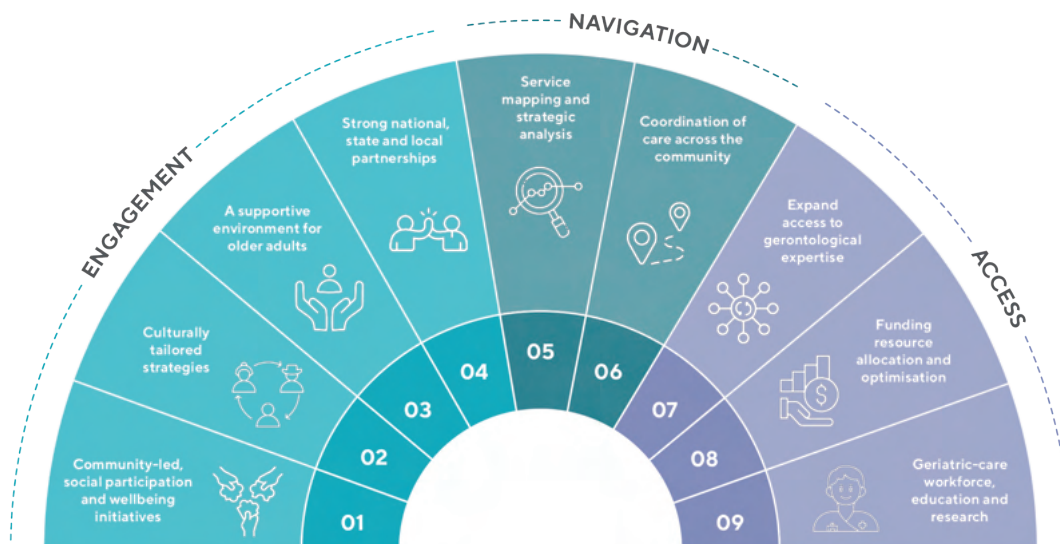 ENGAGEMENT
Community-led,
social participation
and wellbeing
initiatives
01
Culturally
tailored
strategies
02
A supportive
environment for
older adults
03
Strong national,
state and local
partnerships
04
NAVIGATION
Service
mapping and
strategic
analysis
05
Coordination of
care across the
community
06
ACCESS
Expand
access to
gerontological
expertise
07
Funding
resource
allocation and
optimisation
$
08
Geriatric-care
workforce,
education and
research
09